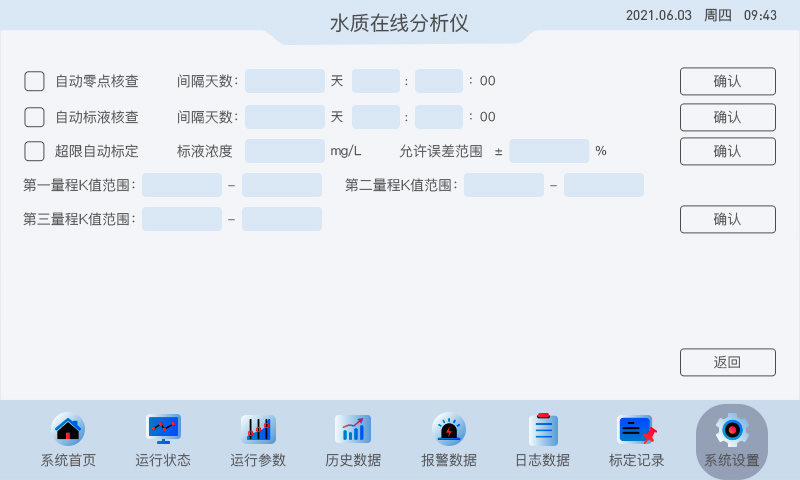 水质在线分析仪
2021.06.03 周四 09:43
自动零点核查 间隔天数： 天 ： ：00 确认
自动标液核查 间隔天数： 天 ： ：00 确认
超限自动标定 标液浓度 mg/L 允许误差范围 ± % 确认
第一量程K值范围： – 第二量程K值范围： –
第三量程K值范围： – 确认
返回
系统首页 运行状态 运行参数 历史数据 报警数据 日志数据 标定记录 系统设置